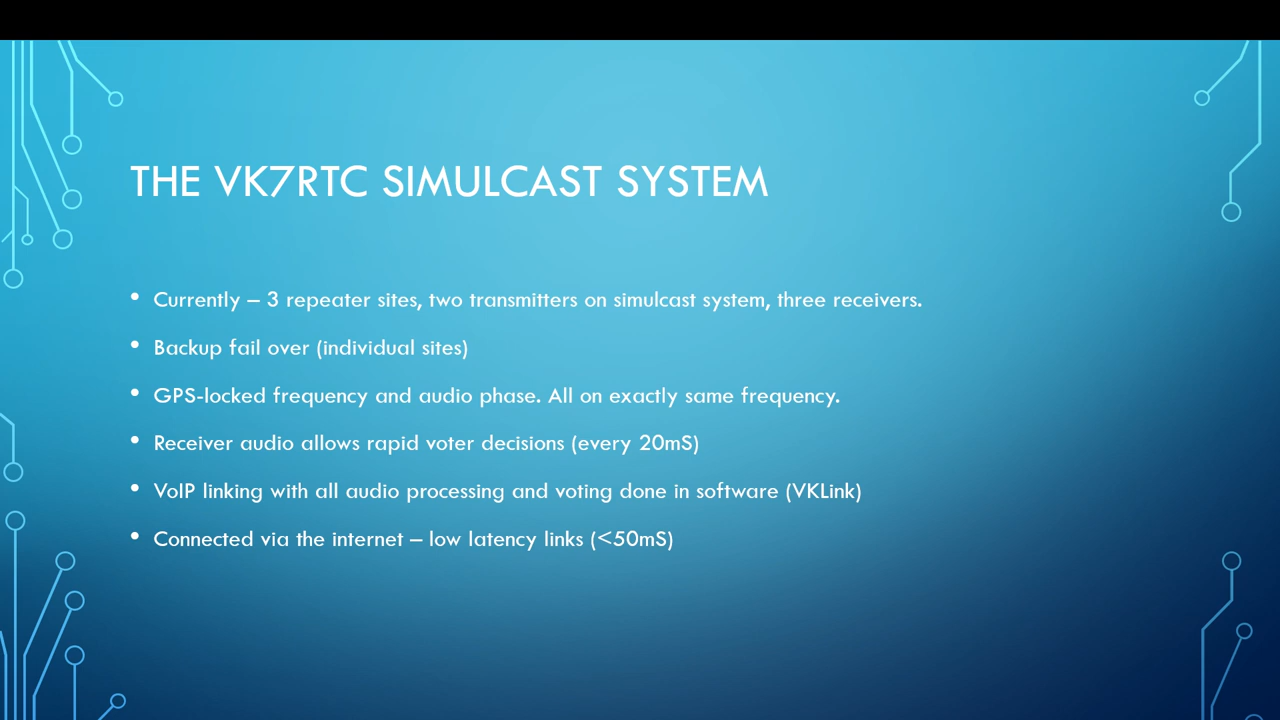 THE VK7RTC SIMULCAST SYSTEM
• Currently – 3 repeater sites, two transmitters on simulcast system, three receivers.
• Backup fail over (individual sites)
• GPS-locked frequency and audio phase. All on exactly same frequency.
• Receiver audio allows rapid voter decisions (every 20mS)
• VoIP linking with all audio processing and voting done in software (VKLink)
• Connected via the internet – low latency links (<50mS)